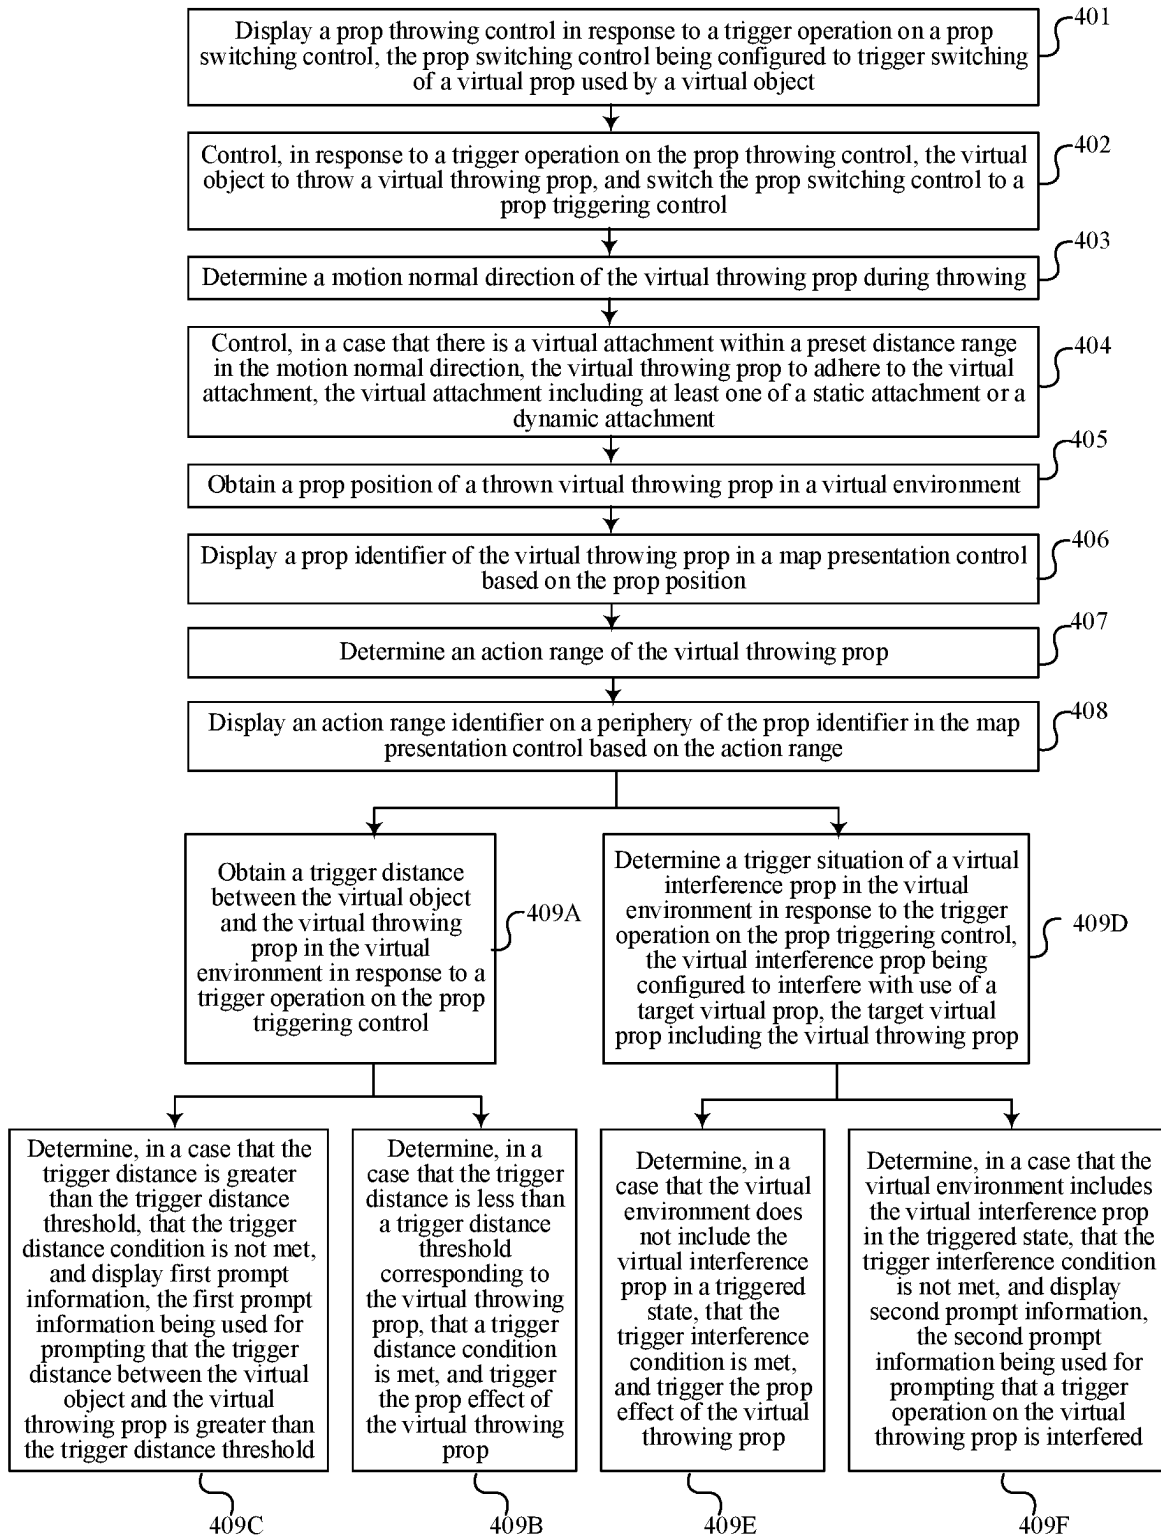 Display a prop throwing control in response to a trigger operation on a prop
switching control, the prop switching control being configured to trigger switching
of a virtual prop used by a virtual object
401
Control, in response to a trigger operation on the prop throwing control, the virtual
object to throw a virtual throwing prop, and switch the prop switching control to a
prop triggering control
402
Determine a motion normal direction of the virtual throwing prop during throwing
403
Control, in a case that there is a virtual attachment within a preset distance range
in the motion normal direction, the virtual throwing prop to adhere to the virtual
attachment, the virtual attachment including at least one of a static attachment or a
dynamic attachment
404
Obtain a prop position of a thrown virtual throwing prop in a virtual environment
405
Display a prop identifier of the virtual throwing prop in a map presentation control
based on the prop position
406
Determine an action range of the virtual throwing prop
407
Display an action range identifier on a periphery of the prop identifier in the map
presentation control based on the action range
408
Obtain a trigger distance
between the virtual object
and the virtual throwing
prop in the virtual
environment in response to a
trigger operation on the prop
triggering control
409A
Determine a trigger situation of a virtual
interference prop in the virtual
environment in response to the trigger
operation on the prop triggering control,
the virtual interference prop being
configured to interfere with use of a
target virtual prop, the target virtual
prop including the virtual throwing prop
409D
Determine, in a case that the
trigger distance is greater
than the trigger distance
threshold, that the trigger
distance condition is not met,
and display first prompt
information, the first prompt
information being used for
prompting that the trigger
distance between the virtual
object and the virtual
throwing prop is greater than
the trigger distance threshold
409C
Determine, in a
case that the trigger
distance is less than
a trigger distance
threshold
corresponding to
the virtual throwing
prop, that a trigger
distance condition
is met, and trigger
the prop effect of
the virtual throwing
prop
409B
Determine, in a
case that the virtual
environment does
not include the
virtual interference
prop in a triggered
state, that the
trigger interference
condition is met,
and trigger the prop
effect of the virtual
throwing prop
409E
Determine, in a case that the
virtual environment includes
the virtual interference prop
in the triggered state, that the
trigger interference condition
is not met, and display
second prompt information,
the second prompt
information being used for
prompting that a trigger
operation on the virtual
throwing prop is interfered
409F